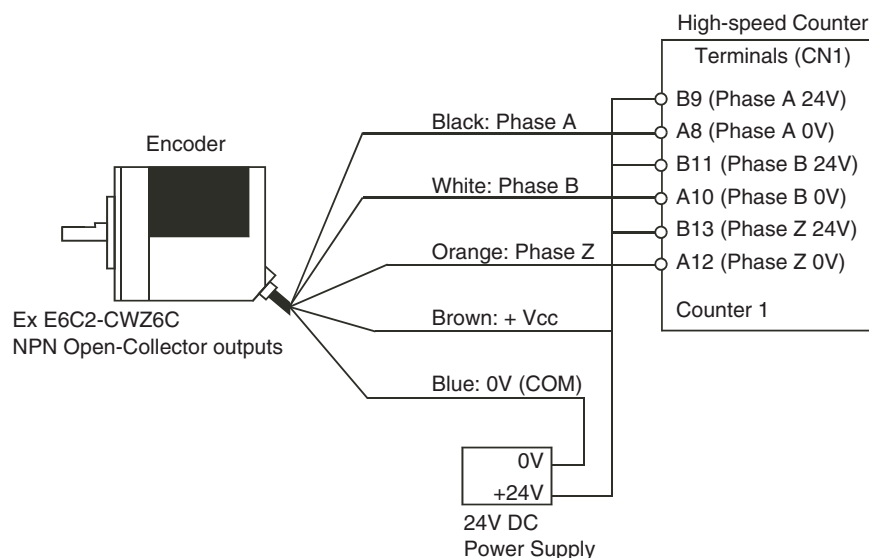 High-speed Counter
Terminals (CN1)
B9 (Phase A 24V)
Black: Phase A
A8 (Phase A 0V)
Encoder
B11 (Phase B 24V)
White: Phase B
A10 (Phase B 0V)
B13 (Phase Z 24V)
Orange: Phase Z
A12 (Phase Z 0V)
Ex E6C2-CWZ6C
NPN Open-Collector outputs
Brown: + Vcc
Counter 1
Blue: 0V (COM)
0V
+24V
24V DC
Power Supply